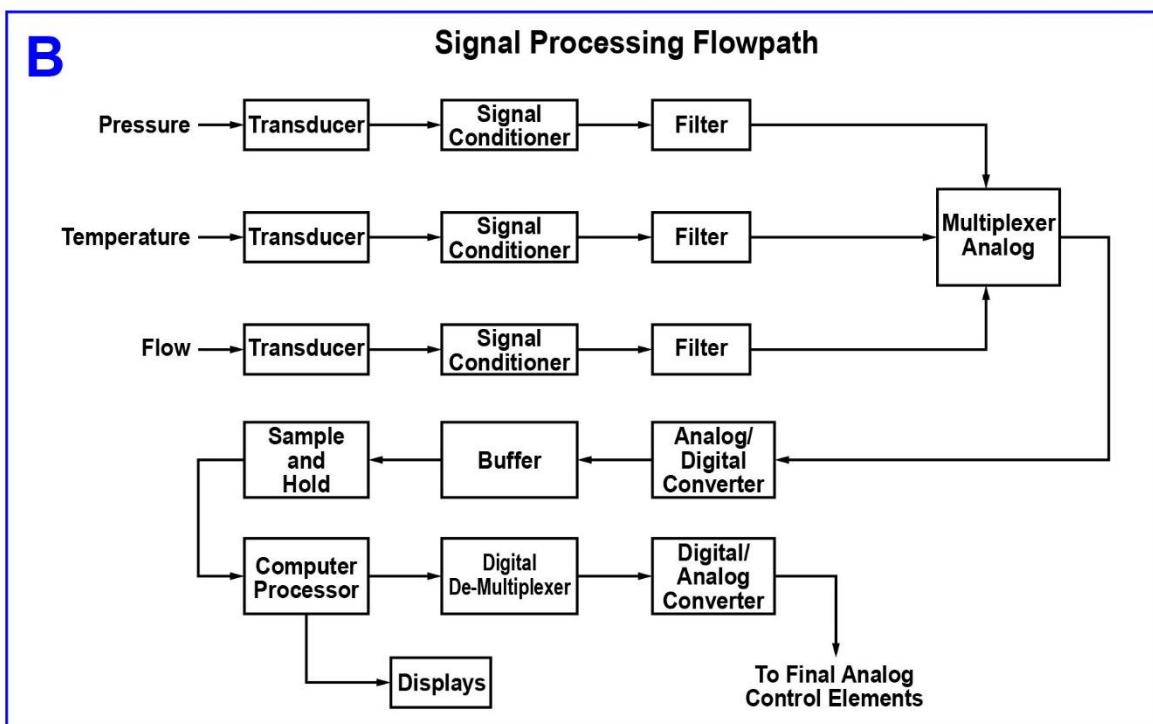 B
Signal Processing Flowpath
Pressure
Transducer
Signal
Conditioner
Filter
Temperature
Transducer
Signal
Conditioner
Filter
Multiplexer
Analog
Flow
Transducer
Signal
Conditioner
Filter
Sample
and
Hold
Buffer
Analog/
Digital
Converter
Computer
Processor
Digital
De-Multiplexer
Digital/
Analog
Converter
Displays
To Final Analog
Control Elements